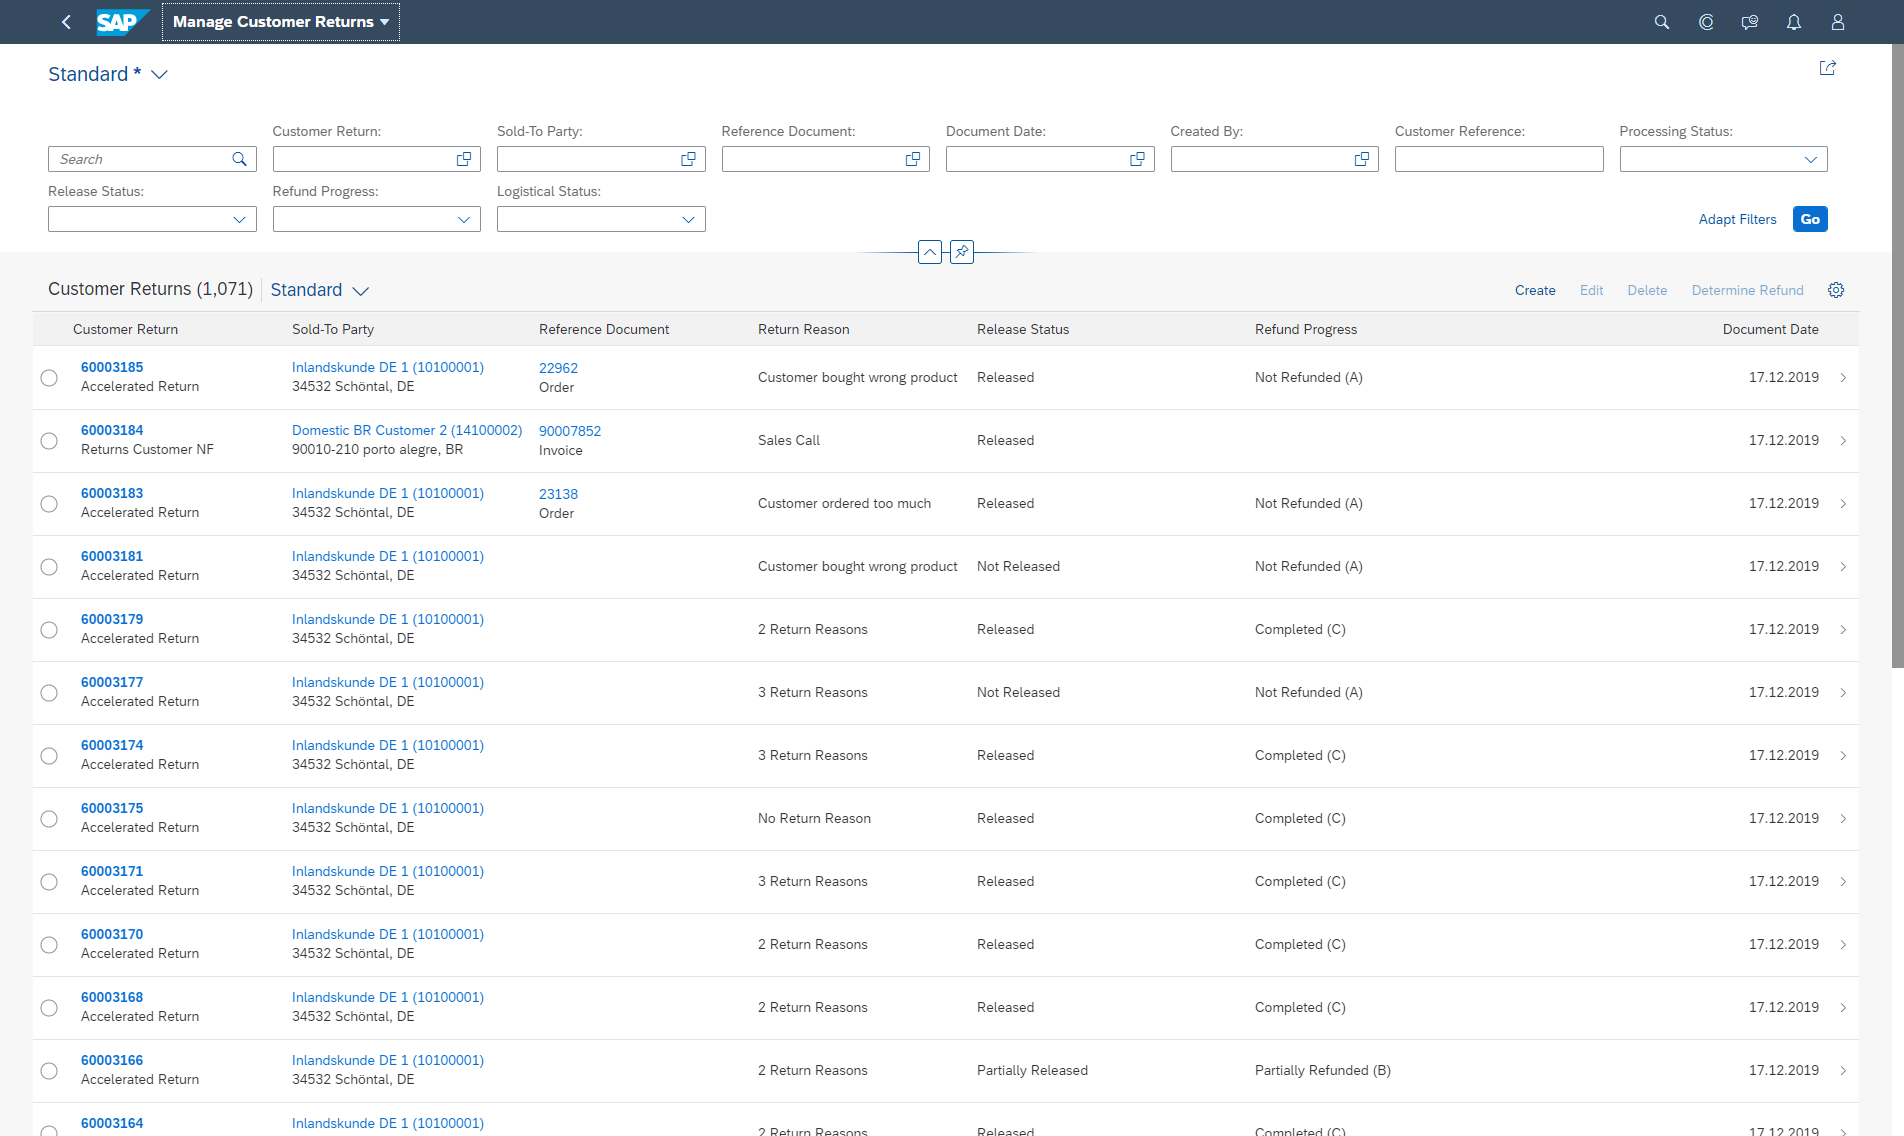 SAP Manage Customer Returns
Standard *
Customer Return: Sold-To Party: Reference Document: Document Date: Created By: Customer Reference: Processing Status:
Search
Release Status: Refund Progress: Logistical Status:
Adapt Filters Go
Customer Returns (1,071) Standard Create Edit Delete Determine Refund
Customer Return Sold-To Party Reference Document Return Reason Release Status Refund Progress Document Date
60003185 Inlandskunde DE 1 (10100001) 22962
Customer bought wrong product Released Not Refunded (A) 17.12.2019
Accelerated Return 34532 Schöntal, DE Order
60003184 Domestic BR Customer 2 (14100002) 90007852
Sales Call Released 17.12.2019
Returns Customer NF 90010-210 porto alegre, BR Invoice
60003183 Inlandskunde DE 1 (10100001) 23138
Customer ordered too much Released Not Refunded (A) 17.12.2019
Accelerated Return 34532 Schöntal, DE Order
60003181 Inlandskunde DE 1 (10100001)
Customer bought wrong product Not Released Not Refunded (A) 17.12.2019
Accelerated Return 34532 Schöntal, DE
60003179 Inlandskunde DE 1 (10100001)
2 Return Reasons Released Completed (C) 17.12.2019
Accelerated Return 34532 Schöntal, DE
60003177 Inlandskunde DE 1 (10100001)
3 Return Reasons Not Released Not Refunded (A) 17.12.2019
Accelerated Return 34532 Schöntal, DE
60003174 Inlandskunde DE 1 (10100001)
3 Return Reasons Released Completed (C) 17.12.2019
Accelerated Return 34532 Schöntal, DE
60003175 Inlandskunde DE 1 (10100001)
No Return Reason Released Completed (C) 17.12.2019
Accelerated Return 34532 Schöntal, DE
60003171 Inlandskunde DE 1 (10100001)
3 Return Reasons Released Completed (C) 17.12.2019
Accelerated Return 34532 Schöntal, DE
60003170 Inlandskunde DE 1 (10100001)
2 Return Reasons Released Completed (C) 17.12.2019
Accelerated Return 34532 Schöntal, DE
60003168 Inlandskunde DE 1 (10100001)
2 Return Reasons Released Completed (C) 17.12.2019
Accelerated Return 34532 Schöntal, DE
60003166 Inlandskunde DE 1 (10100001)
2 Return Reasons Partially Released Partially Refunded (B) 17.12.2019
Accelerated Return 34532 Schöntal, DE
60003164 Inlandskunde DE 1 (10100001)
2 Return Reasons Released Completed (C) 17.12.2019